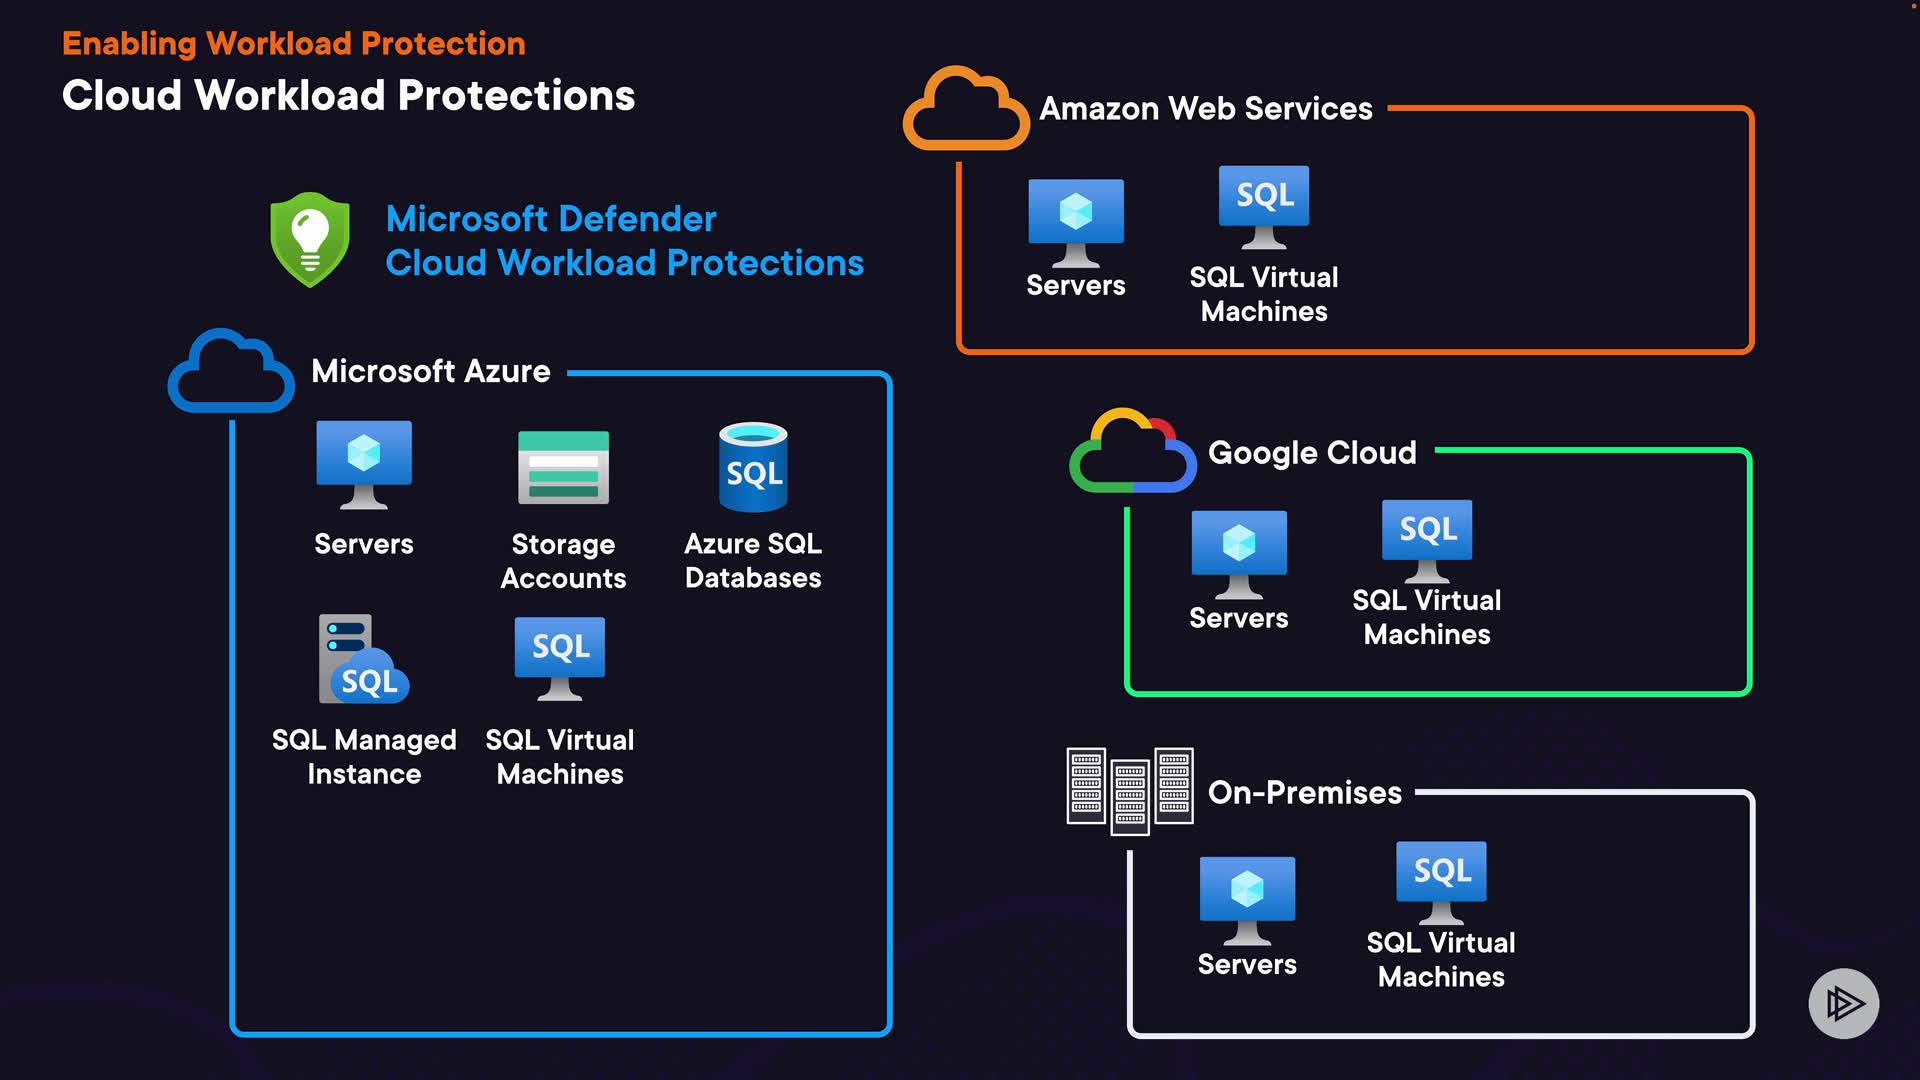 Enabling Workload Protection
Cloud Workload Protections
Microsoft Defender
Cloud Workload Protections
Microsoft Azure
Servers
Storage
Accounts
SQL
Azure SQL
Databases
SQL
SQL Managed
Instance
SQL
SQL Virtual
Machines
Amazon Web Services
Servers
SQL
SQL Virtual
Machines
Google Cloud
Servers
SQL
SQL Virtual
Machines
On-Premises
Servers
SQL
SQL Virtual
Machines